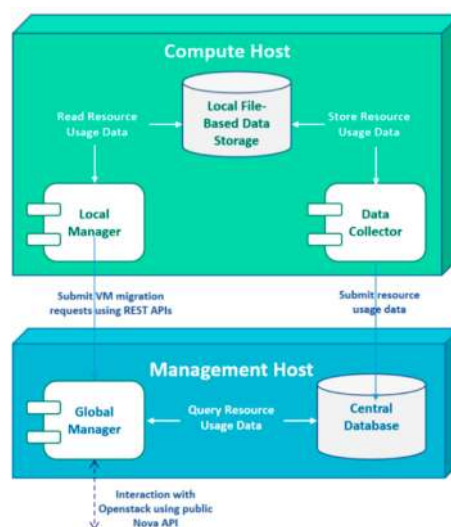 Compute Host
Local File-
Based Data
Storage
Read Resource
Usage Data
Store Resource
Usage Data
Local
Manager
Data
Collector
Submit VM migration
requests using REST APIs
Submit resource
usage data
Management Host
Global
Manager
Query Resource
Usage Data
Central
Database
Interaction with
Openstack using public
Nova API